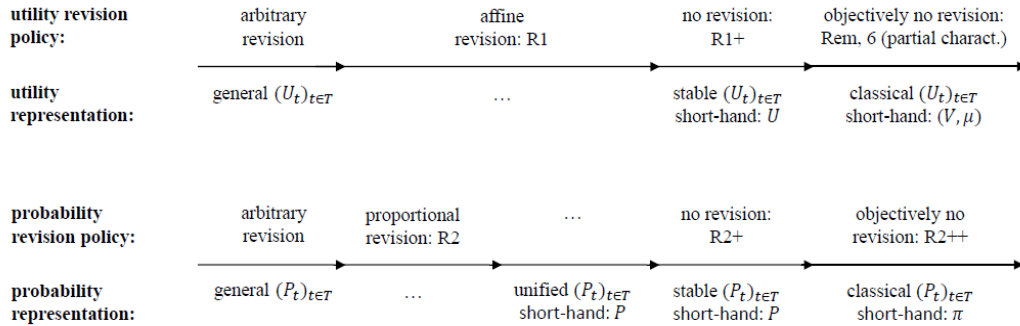 utility revision policy:
arbitrary revision
affine revision: R1
no revision: R1+
objectively no revision: Rem, 6 (partial charact.)
utility representation:
general (U_t)_{t∈T}
…
stable (U_t)_{t∈T} short-hand: U
classical (U_t)_{t∈T} short-hand: (V, μ)
probability revision policy:
arbitrary revision
proportional revision: R2
…
no revision: R2+
objectively no revision: R2++
probability representation:
general (P_t)_{t∈T}
…
unified (P_t)_{t∈T} short-hand: P
stable (P_t)_{t∈T} short-hand: P
classical (P_t)_{t∈T} short-hand: π